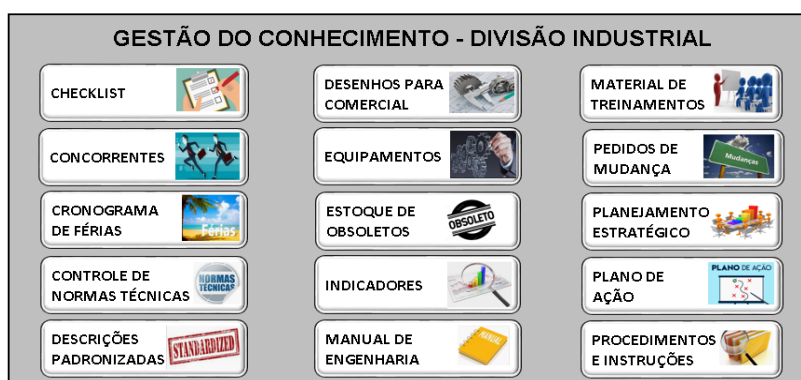 GESTÃO DO CONHECIMENTO - DIVISÃO INDUSTRIAL
CHECKLIST
CONCORRENTES
CRONOGRAMA
DE FÉRIAS
Férias
CONTROLE DE
NORMAS TÉCNICAS
NORMAS
TÉCNICAS
DESCRIÇÕES
PADRONIZADAS
STANDARDIZED
DESENHOS PARA
COMERCIAL
EQUIPAMENTOS
ESTOQUE DE
OBSOLETOS
OBSOLETO
INDICADORES
MANUAL DE
ENGENHARIA
MANUAL
MATERIAL DE
TREINAMENTOS
PEDIDOS DE
MUDANÇA
Mudanças
PLANEJAMENTO
ESTRATÉGICO
PLANO DE
AÇÃO
PLANO DE AÇÃO
PROCEDIMENTOS
E INSTRUÇÕES